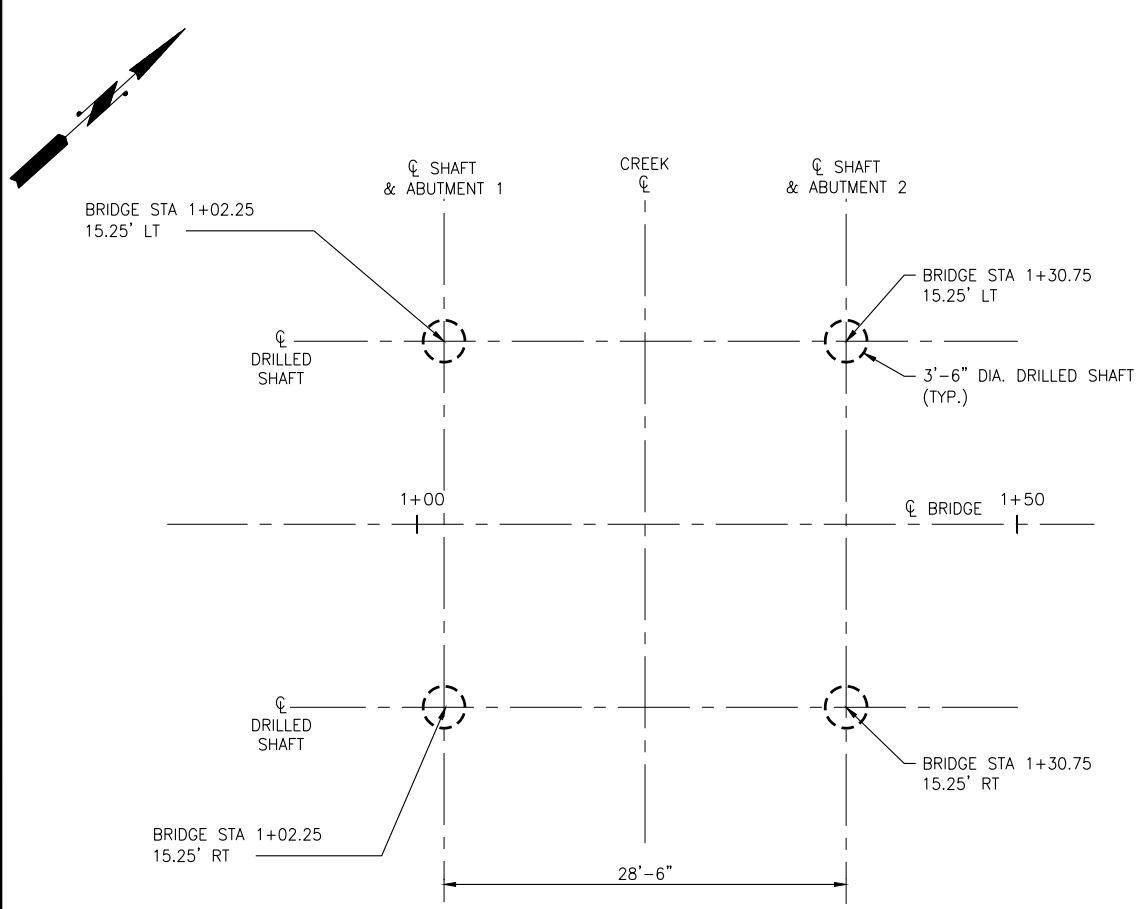 ℄ SHAFT
& ABUTMENT 1
CREEK
℄
℄ SHAFT
& ABUTMENT 2
BRIDGE STA 1+02.25
15.25' LT
BRIDGE STA 1+30.75
15.25' LT
℄
DRILLED
SHAFT
3'-6" DIA. DRILLED SHAFT
(TYP.)
1+00
℄ BRIDGE
1+50
℄
DRILLED
SHAFT
BRIDGE STA 1+30.75
15.25' RT
BRIDGE STA 1+02.25
15.25' RT
28'-6"